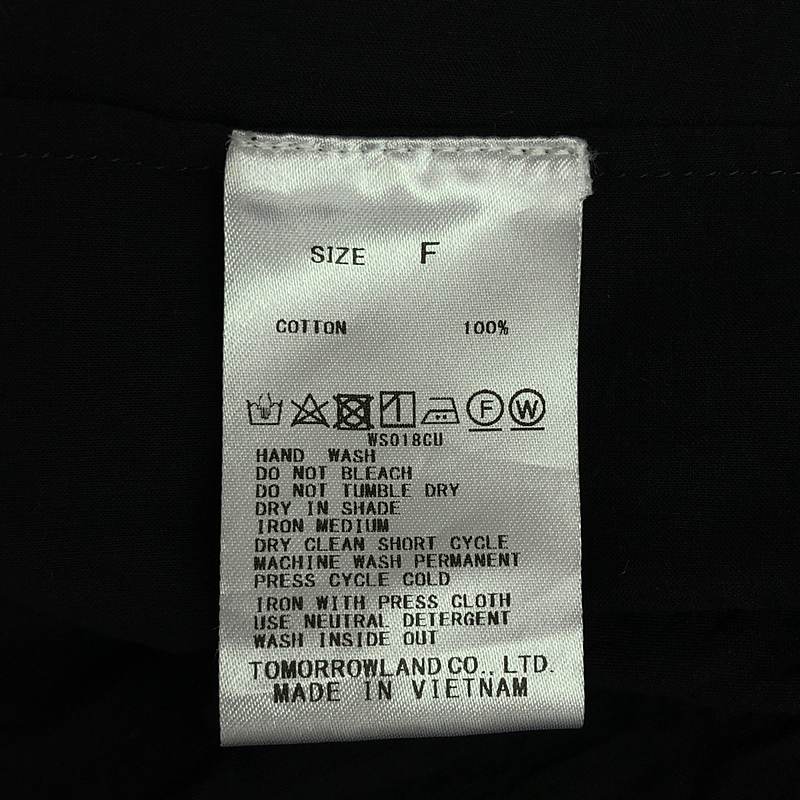 SIZE F
COTTON 100%
F W
WS018CU
HAND WASH
DO NOT BLEACH
DO NOT TUMBLE DRY
DRY IN SHADE
IRON MEDIUM
DRY CLEAN SHORT CYCLE
MACHINE WASH PERMANENT
PRESS CYCLE COLD
IRON WITH PRESS CLOTH
USE NEUTRAL DETERGENT
WASH INSIDE OUT
TOMORROWLAND CO., LTD.
MADE IN VIETNAM